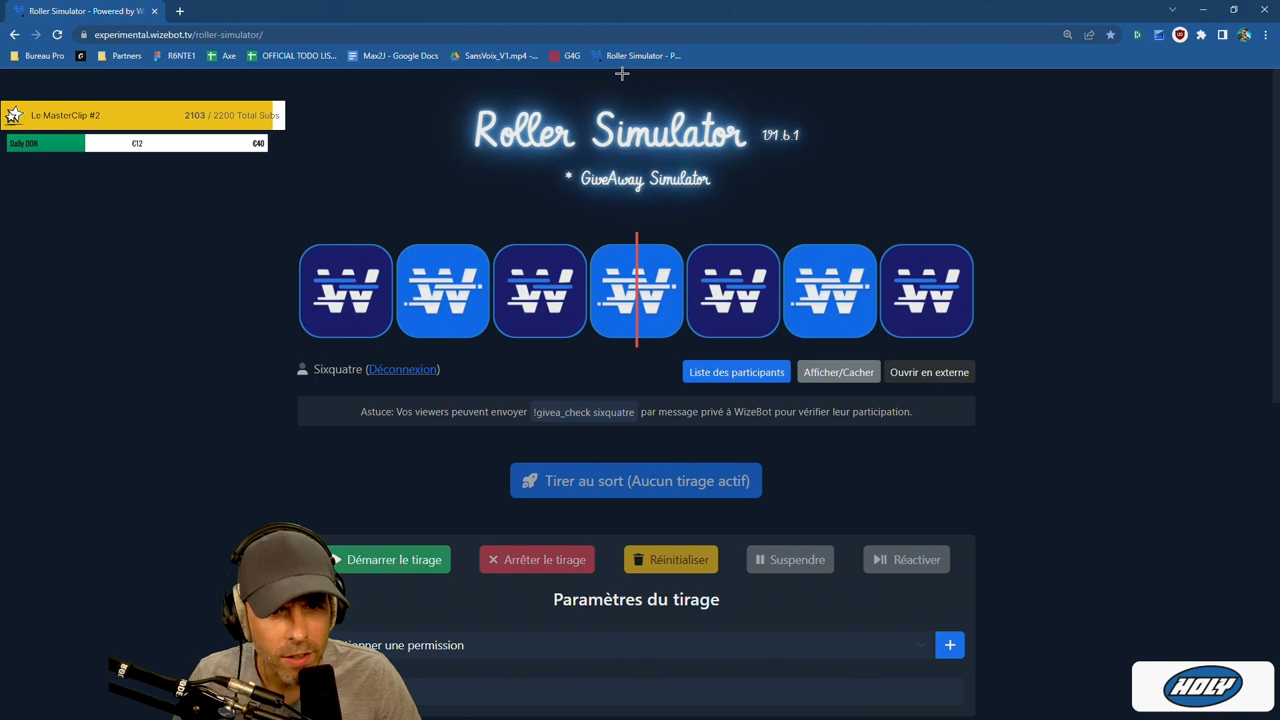 Roller Simulator - Powered by W
experimental.wizebot.tv/roller-simulator/
Bureau Pro
Partners
R6NTE1
Axe
OFFICIAL TODO LIS...
Max2J - Google Docs
SansVoix_V1.mp4 -...
G4G
Roller Simulator - P...
Le MasterClip #2 2103 / 2200 Total Subs
Daily DON €12 €40
Roller Simulator 191.6.1
* GiveAway Simulator
Sixquatre (Déconnexion)
Liste des participants
Afficher/Cacher
Ouvrir en externe
Astuce: Vos viewers peuvent envoyer !givea_check sixquatre par message privé à WizeBot pour vérifier leur participation.
Tirer au sort (Aucun tirage actif)
Démarrer le tirage
Arrêter le tirage
Réinitialiser
Suspendre
Réactiver
Paramètres du tirage
une permission
HOLY